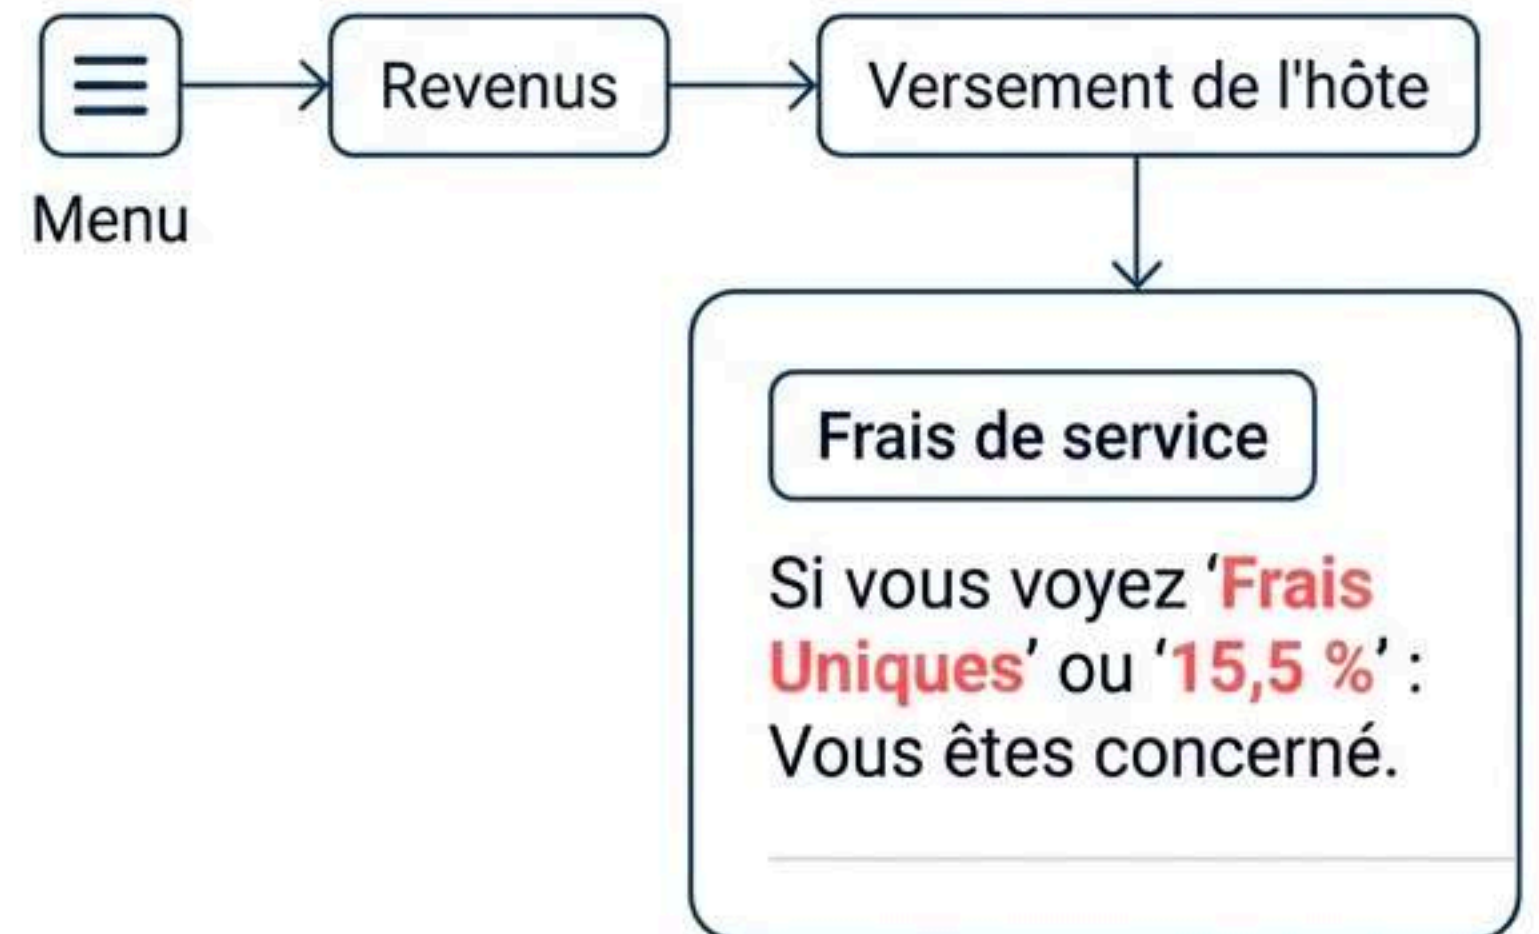 Revenus
Versement de l'hôte
Menu
Frais de service
Si vous voyez ‘Frais
Uniques’ ou ‘15,5 %’ :
Vous êtes concerné.